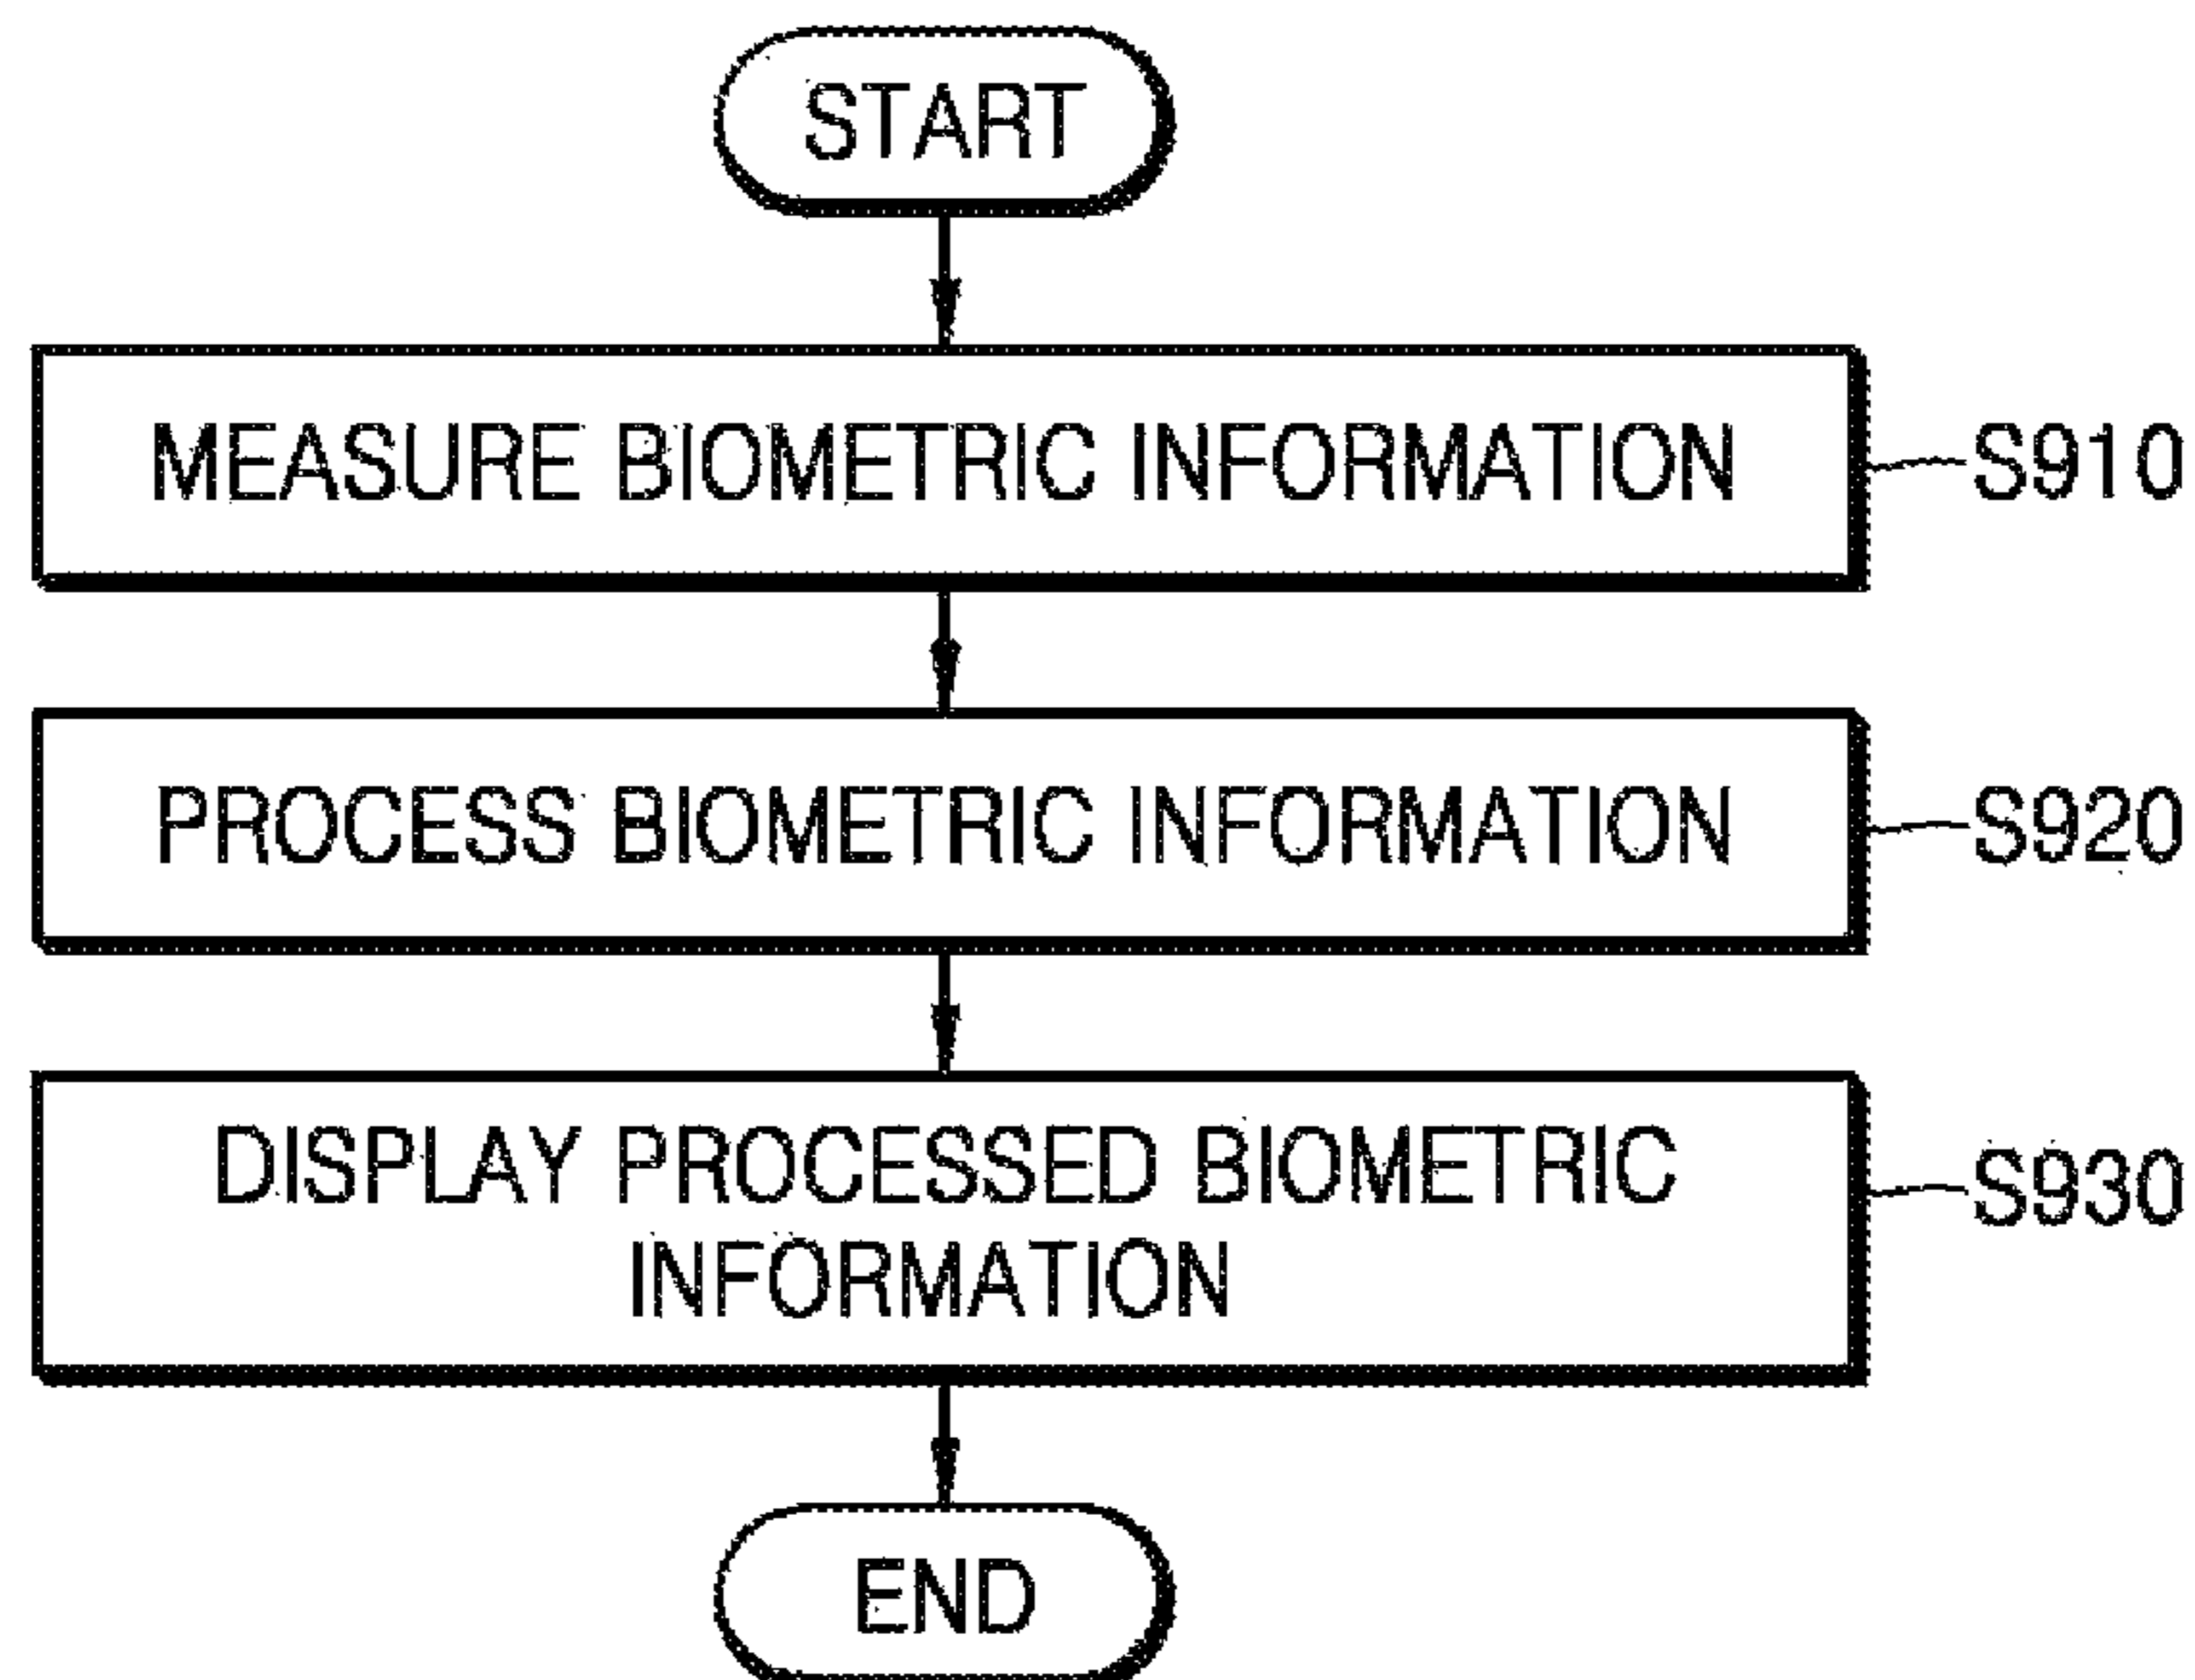 START
MEASURE BIOMETRIC INFORMATION
S910
PROCESS BIOMETRIC INFORMATION
S920
DISPLAY PROCESSED BIOMETRIC
INFORMATION
S930
END